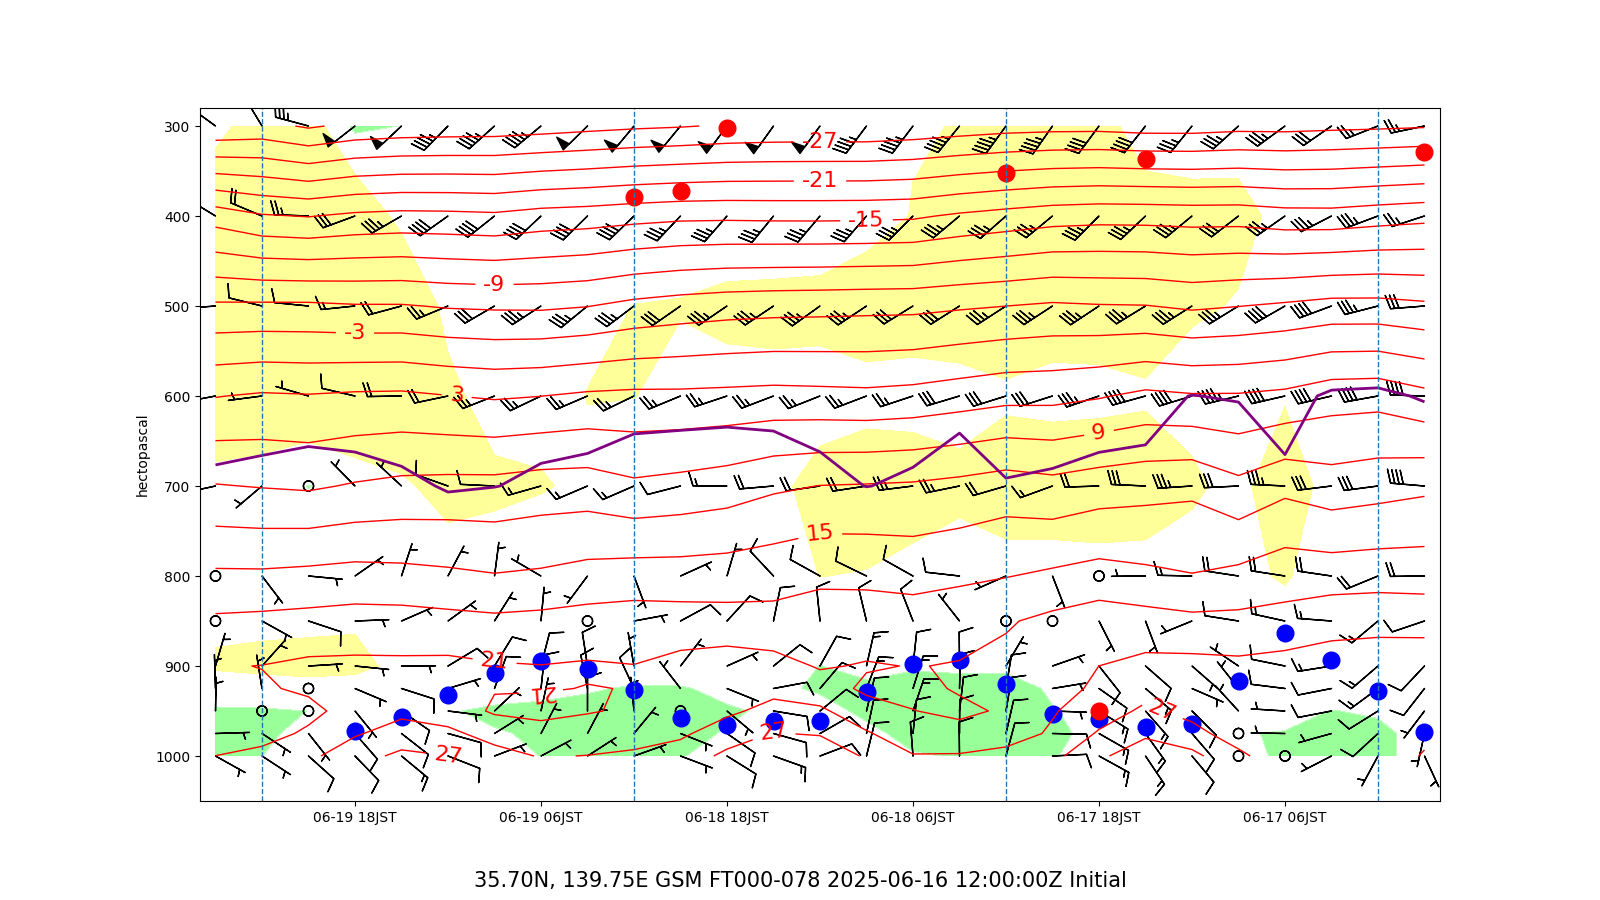 300
400
500
600
700
800
900
1000
hectopascal
-27
-21
-15
-9
-3
3
9
15
21
21
27
27
27
06-19 18JST
06-19 06JST
06-18 18JST
06-18 06JST
06-17 18JST
06-17 06JST
35.70N, 139.75E GSM FT000-078 2025-06-16 12:00:00Z Initial